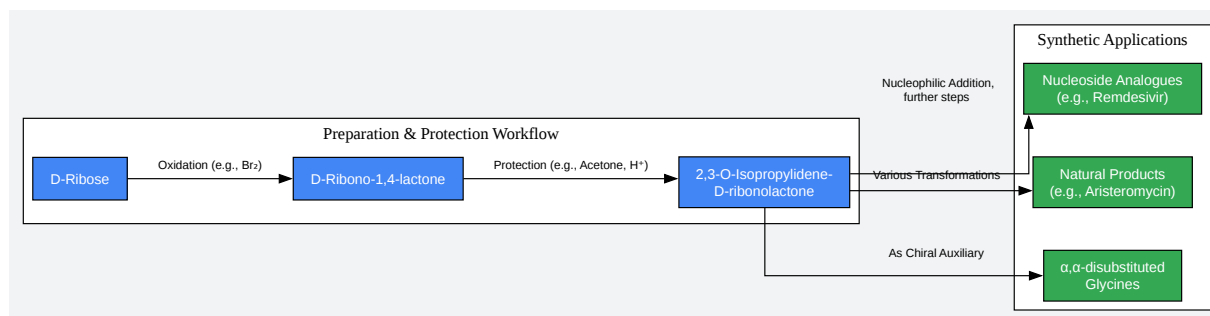 Synthetic Applications
Nucleophilic Addition,
further steps
Nucleoside Analogues
(e.g., Remdesivir)
Preparation & Protection Workflow
D-Ribose
Oxidation (e.g., Br₂)
D-Ribono-1,4-lactone
Protection (e.g., Acetone, H⁺)
2,3-O-Isopropylidene-
D-ribonolactone
Various Transformations
Natural Products
(e.g., Aristeromycin)
As Chiral Auxiliary
α,α-disubstituted
Glycines